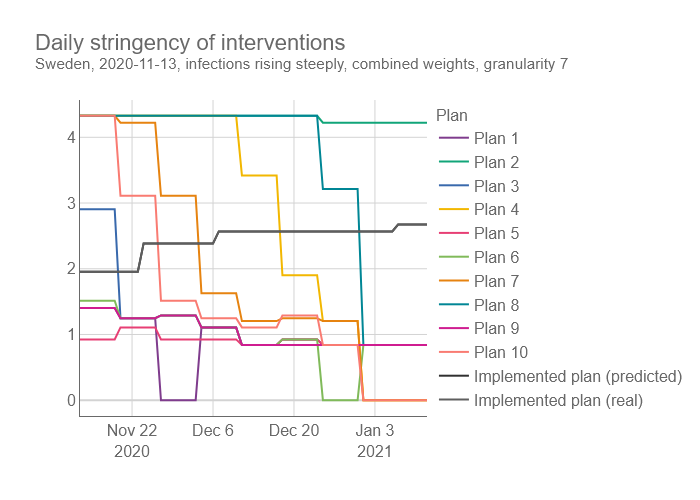 Daily stringency of interventions
Sweden, 2020-11-13, infections rising steeply, combined weights, granularity 7
Plan
4
3
2
1
0
Nov 22
2020
Dec 6
Dec 20
Jan 3
2021
Plan 1
Plan 2
Plan 3
Plan 4
Plan 5
Plan 6
Plan 7
Plan 8
Plan 9
Plan 10
Implemented plan (predicted)
Implemented plan (real)